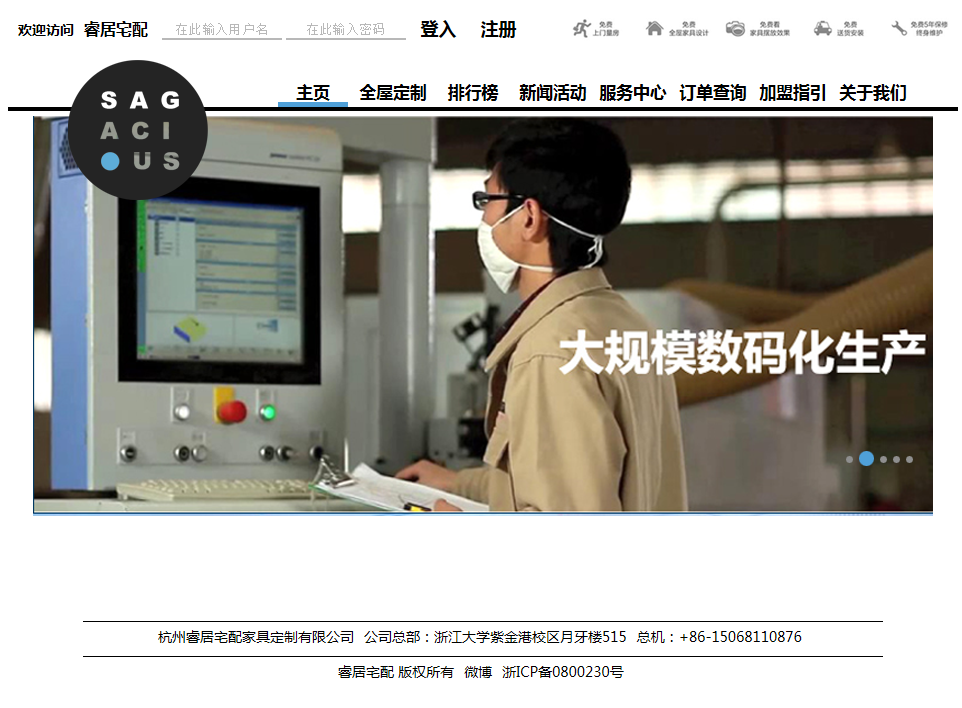 欢迎访问 睿居宅配 在此输入用户名 在此输入密码 登入 注册
免费 上门量房
免费 全屋家具设计
免费看 家具摆放效果
免费 送货安装
免费5年保修 终身维护
SAG
ACI
US
主页 全屋定制 排行榜 新闻活动 服务中心 订单查询 加盟指引 关于我们
大规模数码化生产
杭州睿居宅配家具定制有限公司 公司总部：浙江大学紫金港校区月牙楼515 总机：+86-15068110876
睿居宅配 版权所有 微博 浙ICP备0800230号